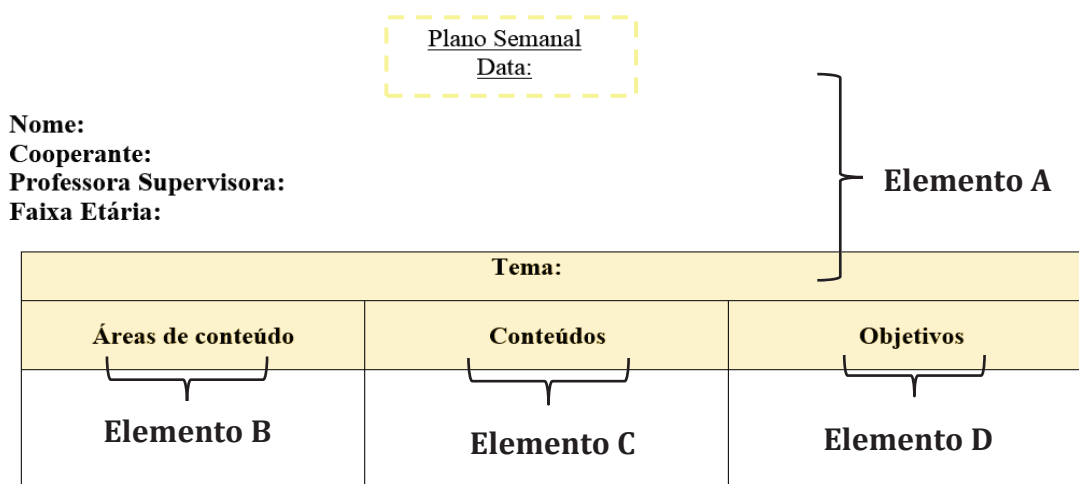 Plano Semanal
Data:
Nome:
Cooperante:
Professora Supervisora:
Faixa Etária:
Elemento A
Tema:
Áreas de conteúdo Conteúdos Objetivos
Elemento B Elemento C Elemento D